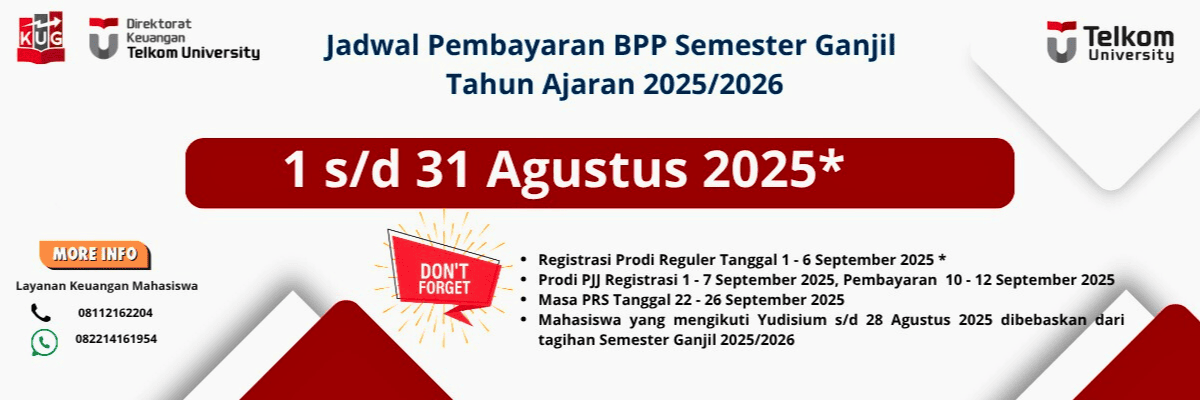 KUG
Direktorat
Keuangan
Telkom University
Jadwal Pembayaran BPP Semester Ganjil
Tahun Ajaran 2025/2026
Telkom
University
1 s/d 31 Agustus 2025*
MORE INFO
Layanan Keuangan Mahasiswa
08112162204
082214161954
DON'T
FORGET
• Registrasi Prodi Reguler Tanggal 1 - 6 September 2025 *
• Prodi PJJ Registrasi 1 - 7 September 2025, Pembayaran 10 - 12 September 2025
• Masa PRS Tanggal 22 - 26 September 2025
• Mahasiswa yang mengikuti Yudisium s/d 28 Agustus 2025 dibebaskan dari
tagihan Semester Ganjil 2025/2026